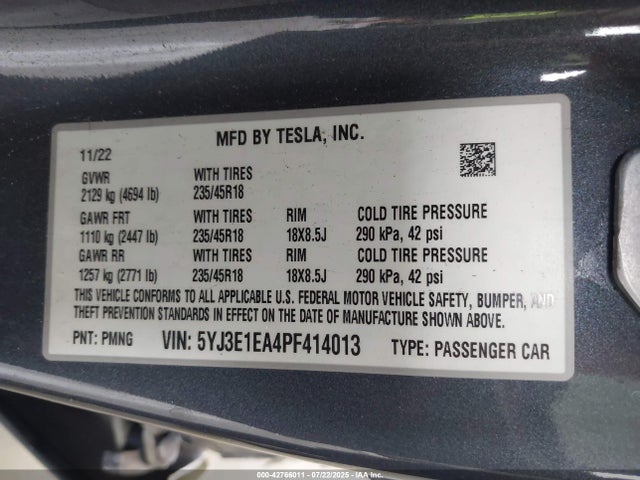 MFD BY TESLA, INC.
11/22
GVWR WITH TIRES
2129 kg (4694 lb) 235/45R18
GAWR FRT WITH TIRES RIM COLD TIRE PRESSURE
1110 kg (2447 lb) 235/45R18 18X8.5J 290 kPa, 42 psi
GAWR RR WITH TIRES RIM COLD TIRE PRESSURE
1257 kg (2771 lb) 235/45R18 18X8.5J 290 kPa, 42 psi
THIS VEHICLE CONFORMS TO ALL APPLICABLE U.S. FEDERAL MOTOR VEHICLE SAFETY, BUMPER, AND
THEFT PREVENTION STANDARDS IN EFFECT ON THE DATE OF MANUFACTURE SHOWN ABOVE.
PNT: PMNG VIN: 5YJ3E1EA4PF414013 TYPE: PASSENGER CAR
000-42766011 - 07/22/2025 - IAAI.COM